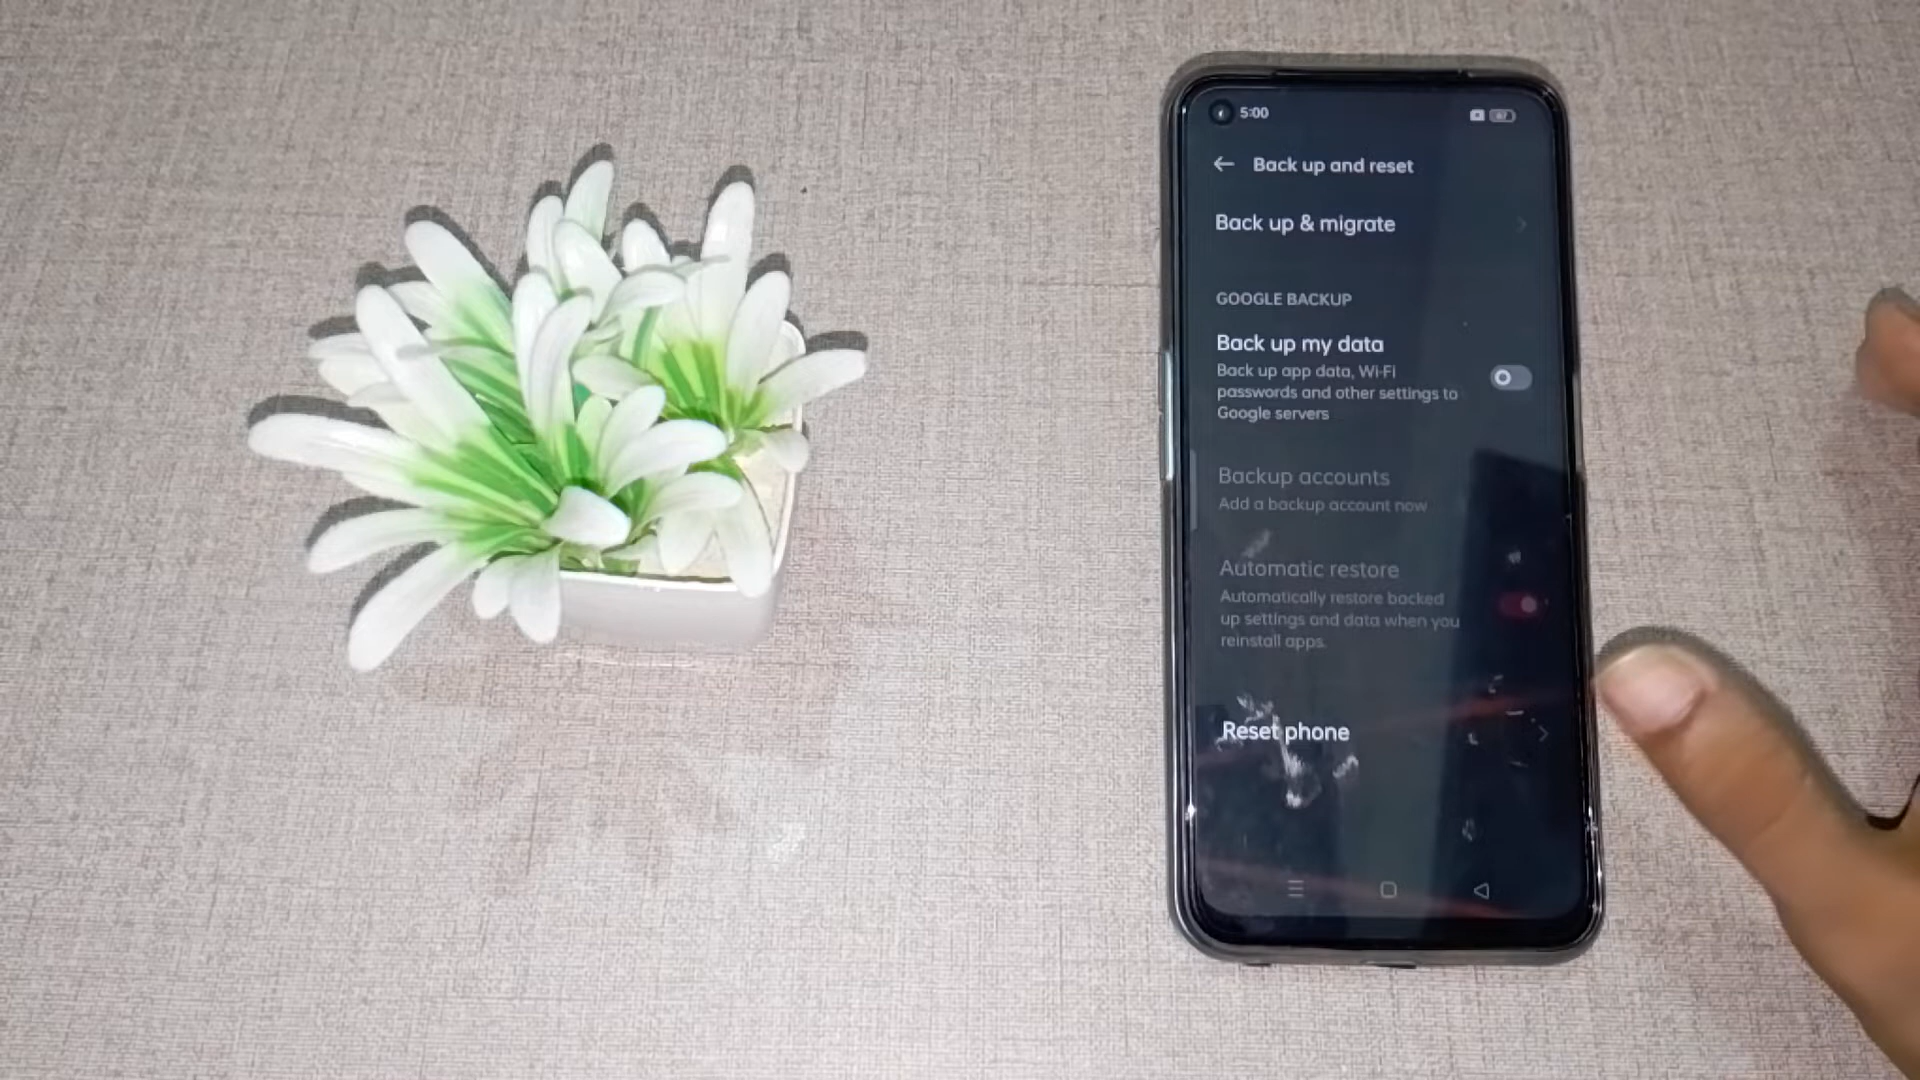 5:00
Back up and reset
Back up & migrate
GOOGLE BACKUP
Back up my data
Back up app data, Wi-Fi
passwords and other settings to
Google servers
Backup accounts
Add a backup account now
Automatic restore
Automatically restore backed
up settings and data when you
reinstall apps.
Reset phone